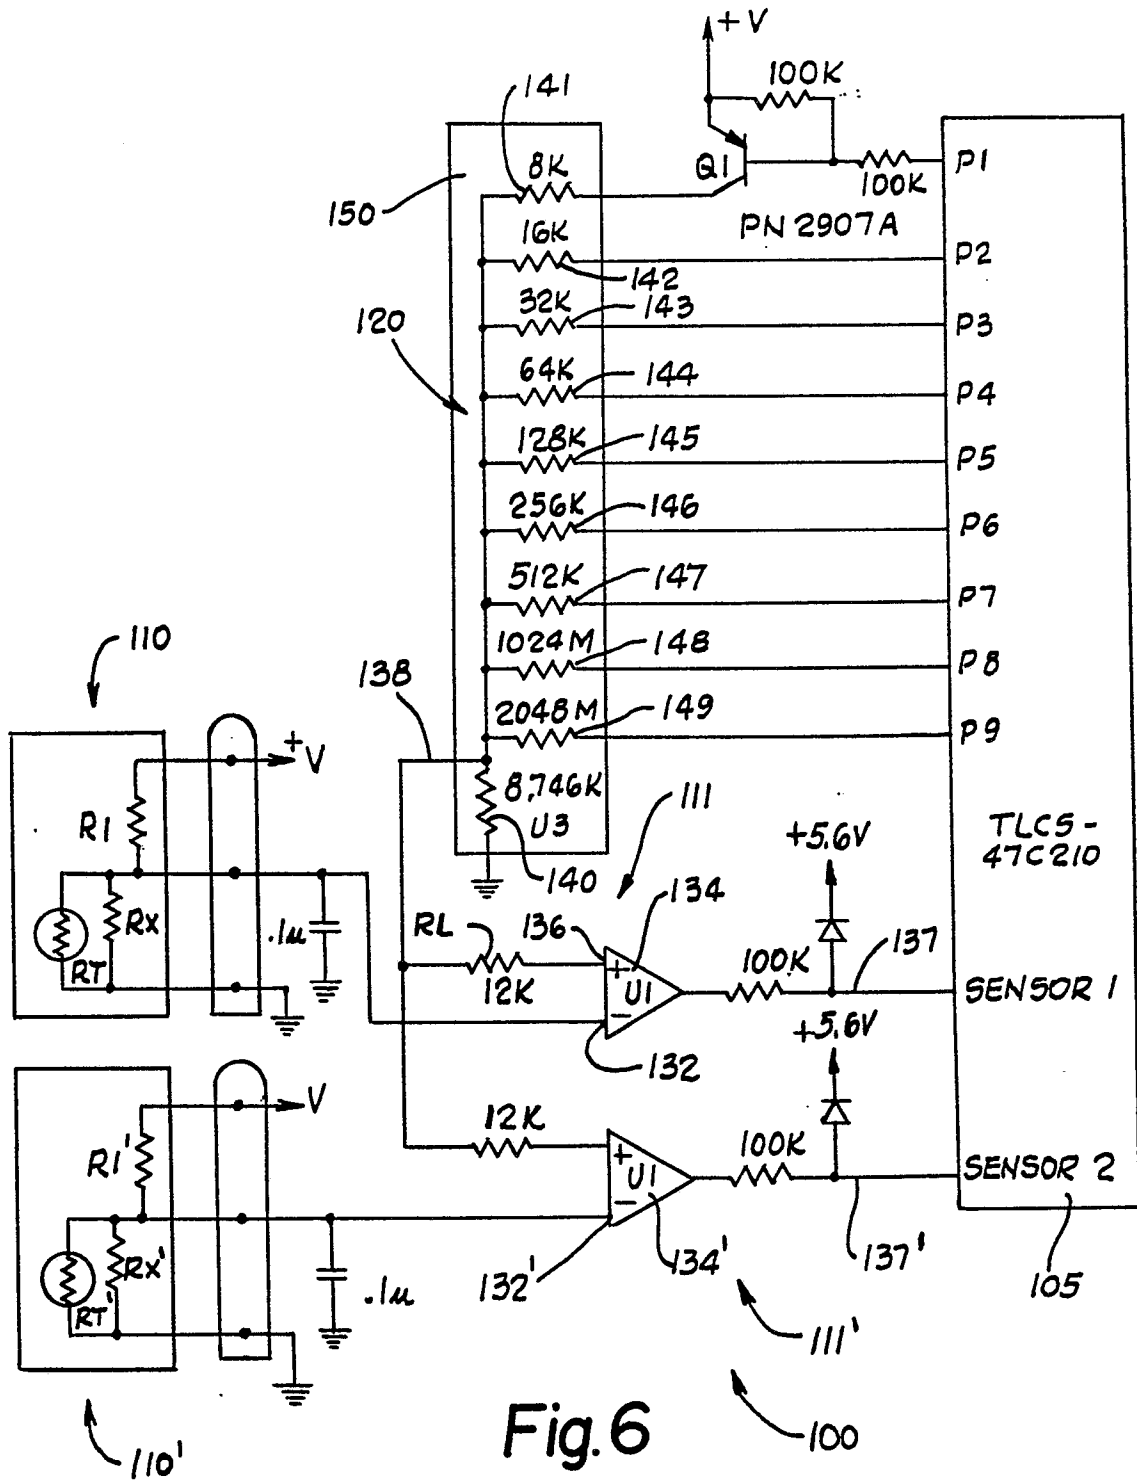 +V
100K
141
Q1
100K
P1
8K
150
PN 2907A
16K
142
P2
32K
143
P3
120
64K
144
P4
128K
145
P5
256K
146
P6
512K
147
P7
110
1024M
148
P8
138
2048M
149
P9
+
V
8,746K
U3
111
R1
140
+5.6V
TLCS-
47C210
134
RX
.1µ
RL
136
137
RT
12K
+
U1
-
100K
SENSOR 1
132
+5.6V
V
12K
100K
R1'
+
U1
-
SENSOR 2
RX'
RT'
.1µ
132'
134'
137'
105
111'
110'
100
Fig.6